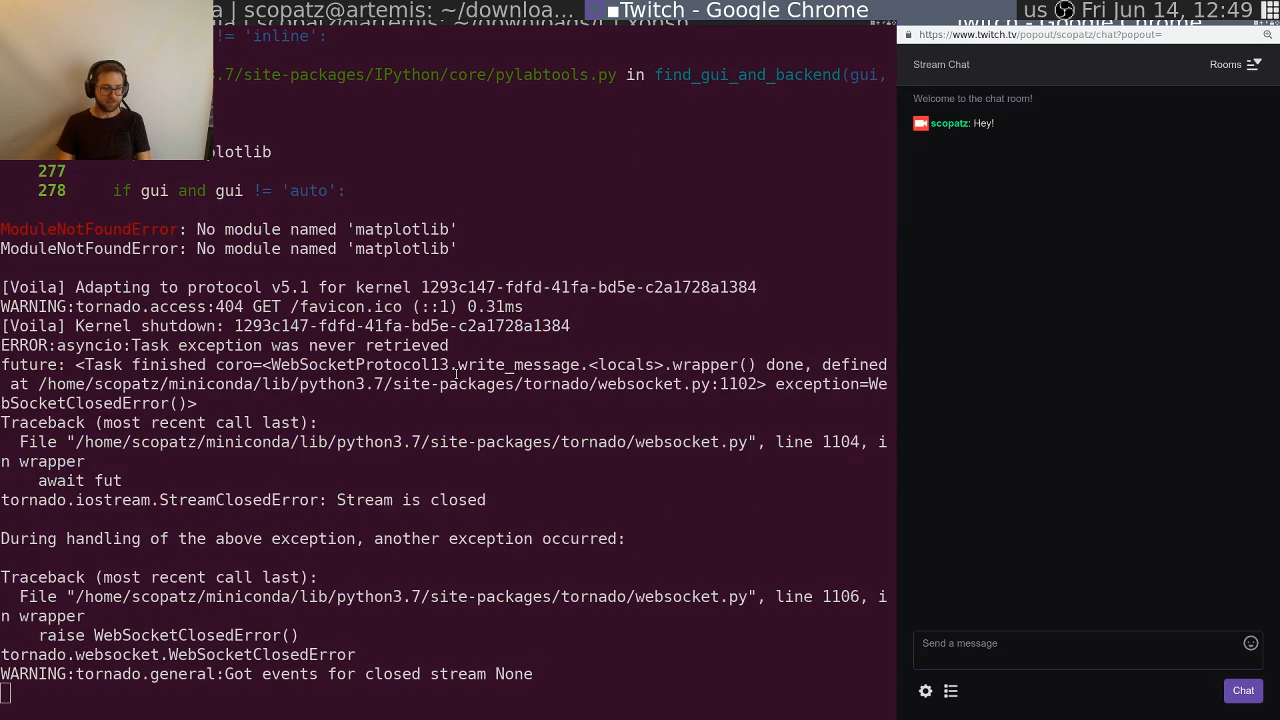 a | scopatz@artemis: ~/downloa...
■Twitch - Google Chrome
us Fri Jun 14, 12:49
!= 'inline':
.7/site-packages/IPython/core/pylabtools.py in find_gui_and_backend(gui,
plotlib
277
278 if gui and gui != 'auto':
ModuleNotFoundError: No module named 'matplotlib'
ModuleNotFoundError: No module named 'matplotlib'
[Voila] Adapting to protocol v5.1 for kernel 1293c147-fdfd-41fa-bd5e-c2a1728a1384
WARNING:tornado.access:404 GET /favicon.ico (::1) 0.31ms
[Voila] Kernel shutdown: 1293c147-fdfd-41fa-bd5e-c2a1728a1384
ERROR:asyncio:Task exception was never retrieved
future: <Task finished coro=<WebSocketProtocol13.write_message.<locals>.wrapper() done, defined
at /home/scopatz/miniconda/lib/python3.7/site-packages/tornado/websocket.py:1102> exception=We
bSocketClosedError()>
Traceback (most recent call last):
File "/home/scopatz/miniconda/lib/python3.7/site-packages/tornado/websocket.py", line 1104, i
n wrapper
await fut
tornado.iostream.StreamClosedError: Stream is closed
During handling of the above exception, another exception occurred:
Traceback (most recent call last):
File "/home/scopatz/miniconda/lib/python3.7/site-packages/tornado/websocket.py", line 1106, i
n wrapper
raise WebSocketClosedError()
tornado.websocket.WebSocketClosedError
WARNING:tornado.general:Got events for closed stream None
https://www.twitch.tv/popout/scopatz/chat?popout=
Stream Chat
Rooms
Welcome to the chat room!
scopatz: Hey!
Send a message
Chat